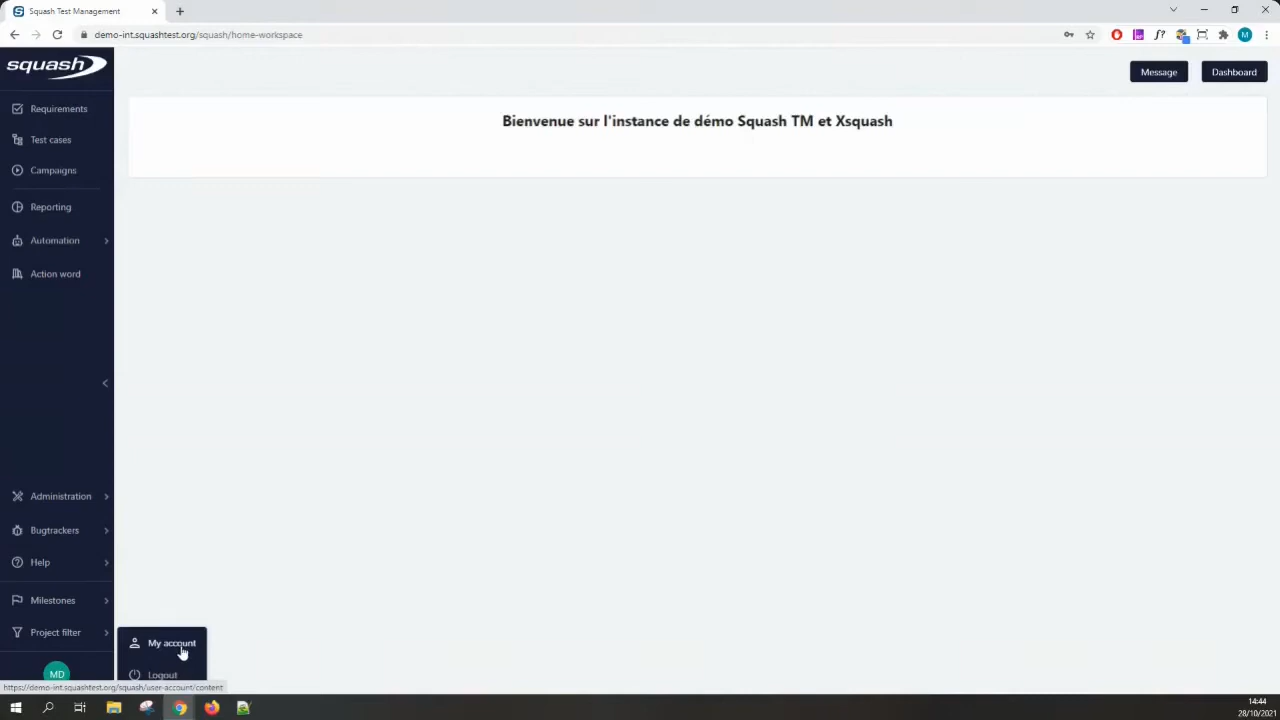 Squash Test Management
demo-int.squashtest.org/squash/home-workspace
squash
Message
Dashboard
Requirements
Bienvenue sur l'instance de démo Squash TM et Xsquash
Test cases
Campaigns
Reporting
Automation
Action word
Administration
Bugtrackers
Help
Milestones
Project filter
My account
MD
Logout
https://demo-int.squashtest.org/squash/user-account/content
14:44
28/10/2021